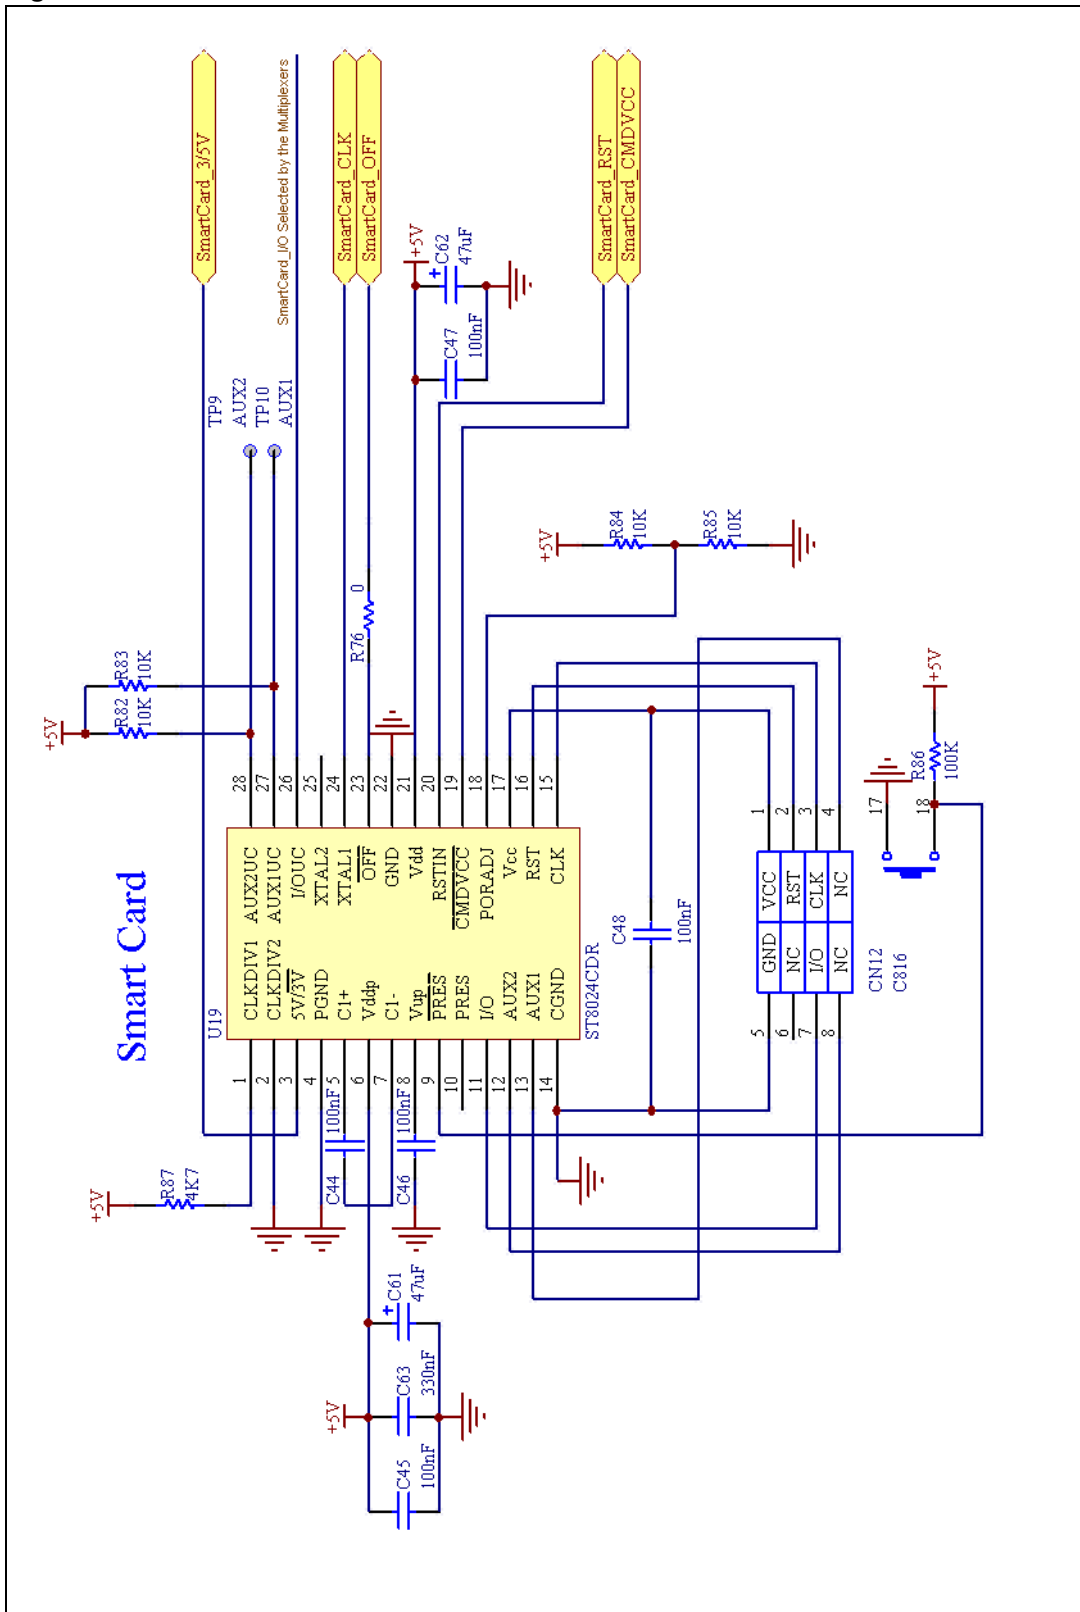 Smart Card
SmartCard_3/5V
SmartCard_I/O Selected by the Multiplexers
SmartCard_CLK
SmartCard_OFF
SmartCard_RST
SmartCard_CMDVCC
TP9
AUX2
TP10
AUX1
+5V
C62
47uF
C47
100nF
+5V
R84
10K
R85
10K
R76
0
+5V
R82
10K
R83
10K
U19
ST8024CDR
1 CLKDIV1
2 CLKDIV2
3 5V/3V
4 PGND
5 C1+
6 Vddp
7 C1-
8 Vup
9 PRES
10 PRES
11 I/O
12 AUX2
13 AUX1
14 CGND
28 AUX2UC
27 AUX1UC
26 I/OUC
25 XTAL2
24 XTAL1
23 OFF
22 GND
21 Vdd
20 RSTIN
19 CMDVCC
18 PORADJ
17 Vcc
16 RST
15 CLK
+5V
R87
4K7
C44
100nF
C46
100nF
+5V
C61
47uF
C63
330nF
C45
100nF
C48
100nF
CN12
C816
5 GND VCC 1
6 NC RST 2
7 I/O CLK 3
8 NC NC 4
17
18
R86
100K
+5V